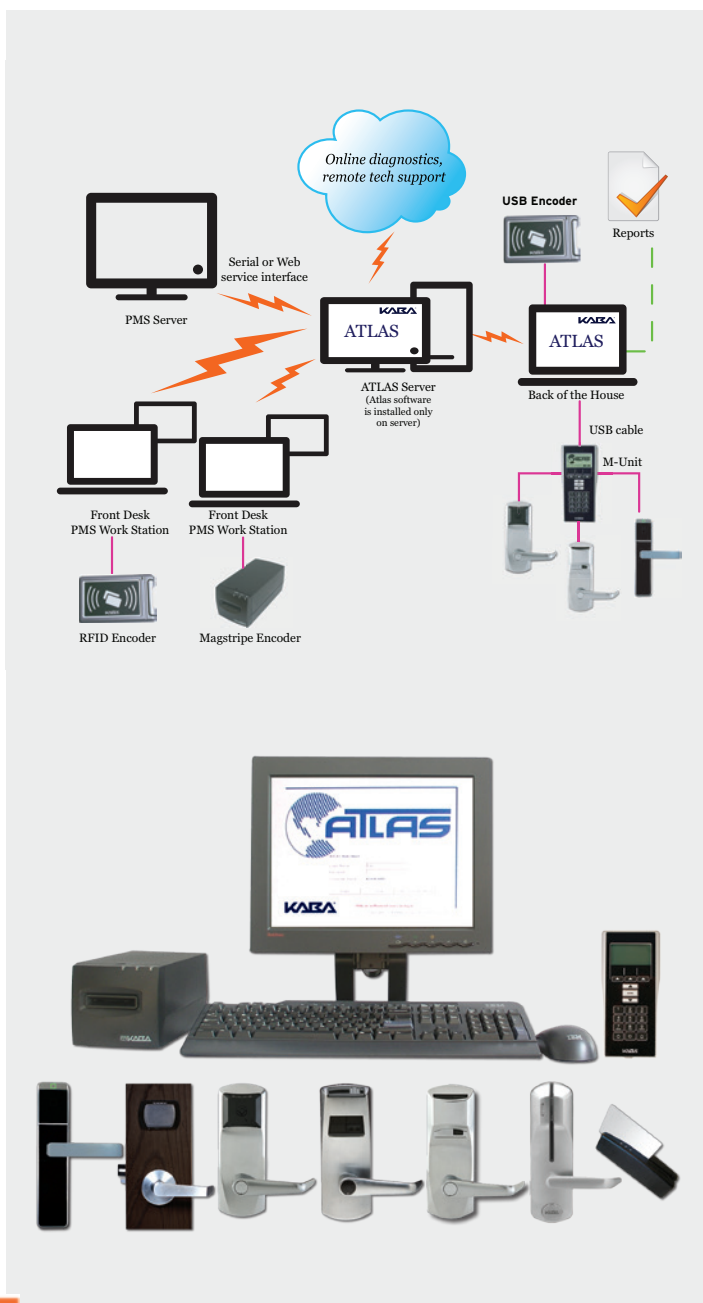 Online diagnostics,
remote tech support
USB Encoder
Reports
Serial or Web
service interface
PMS Server
KABA
ATLAS
KABA
ATLAS
ATLAS Server
(Atlas software
is installed only
on server)
Back of the House
USB cable
M-Unit
Front Desk
PMS Work Station
Front Desk
PMS Work Station
RFID Encoder
Magstripe Encoder
ATLAS
KABA
KABA
IBM
IBM
KABA